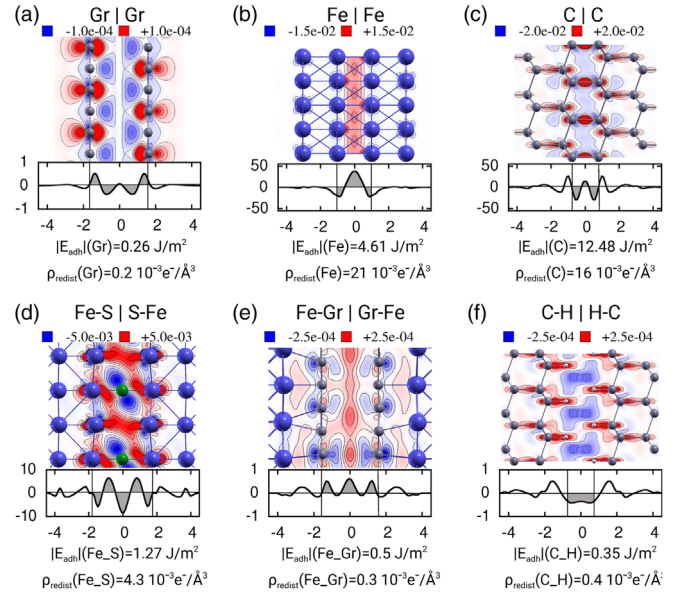 (a) Gr | Gr
-1.0e-04 +1.0e-04
1
0
-1
-4 -2 0 2 4
|E_adh|(Gr)=0.26 J/m²
ρ_redist(Gr)=0.2 10⁻³e⁻/Å³
(b) Fe | Fe
-1.5e-02 +1.5e-02
50
0
-50
-4 -2 0 2 4
|E_adh|(Fe)=4.61 J/m²
ρ_redist(Fe)=21 10⁻³e⁻/Å³
(c) C | C
-2.0e-02 +2.0e-02
50
0
-50
-4 -2 0 2 4
|E_adh|(C)=12.48 J/m²
ρ_redist(C)=16 10⁻³e⁻/Å³
(d) Fe-S | S-Fe
-5.0e-03 +5.0e-03
10
0
-10
-4 -2 0 2 4
|E_adh|(Fe_S)=1.27 J/m²
ρ_redist(Fe_S)=4.3 10⁻³e⁻/Å³
(e) Fe-Gr | Gr-Fe
-2.5e-04 +2.5e-04
1
0
1
-4 -2 0 2 4
|E_adh|(Fe_Gr)=0.5 J/m²
ρ_redist(Fe_Gr)=0.3 10⁻³e⁻/Å³
(f) C-H | H-C
-2.5e-04 +2.5e-04
1
0
1
-4 -2 0 2 4
|E_adh|(C_H)=0.35 J/m²
ρ_redist(C_H)=0.4 10⁻³e⁻/Å³